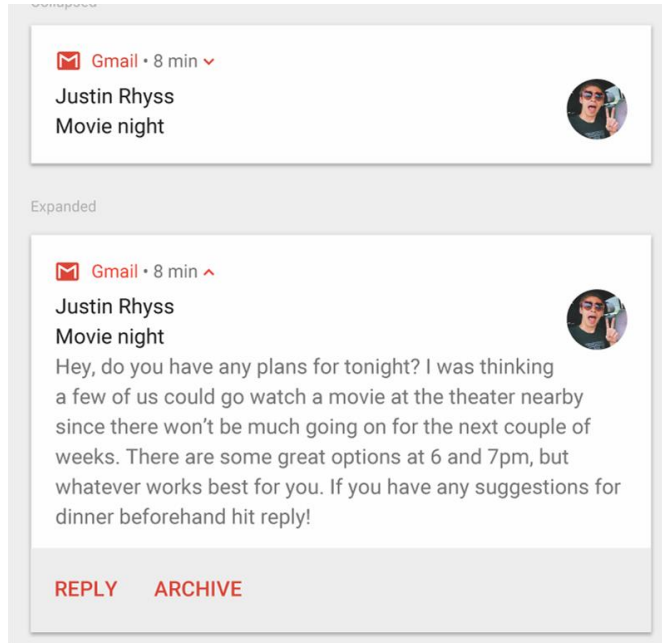 Collapsed
Gmail • 8 min
Justin Rhyss
Movie night
Expanded
Gmail • 8 min
Justin Rhyss
Movie night
Hey, do you have any plans for tonight? I was thinking
a few of us could go watch a movie at the theater nearby
since there won’t be much going on for the next couple of
weeks. There are some great options at 6 and 7pm, but
whatever works best for you. If you have any suggestions for
dinner beforehand hit reply!
REPLY ARCHIVE